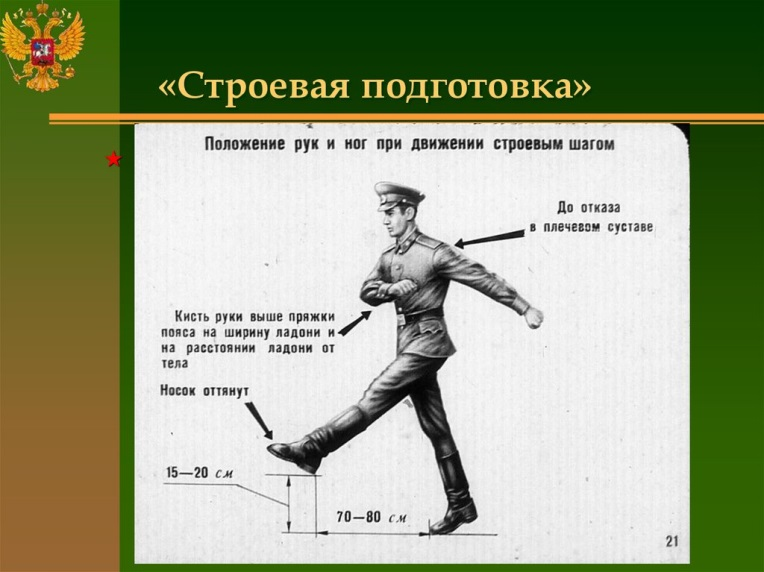 «Строевая подготовка»
Положение рук и ног при движении строевым шагом
До отказа
в плечевом суставе
Кисть руки выше пряжки
пояса на ширину ладони и
на расстоянии ладони от
тела
Носок оттянут
15—20 см
70—80 см
21